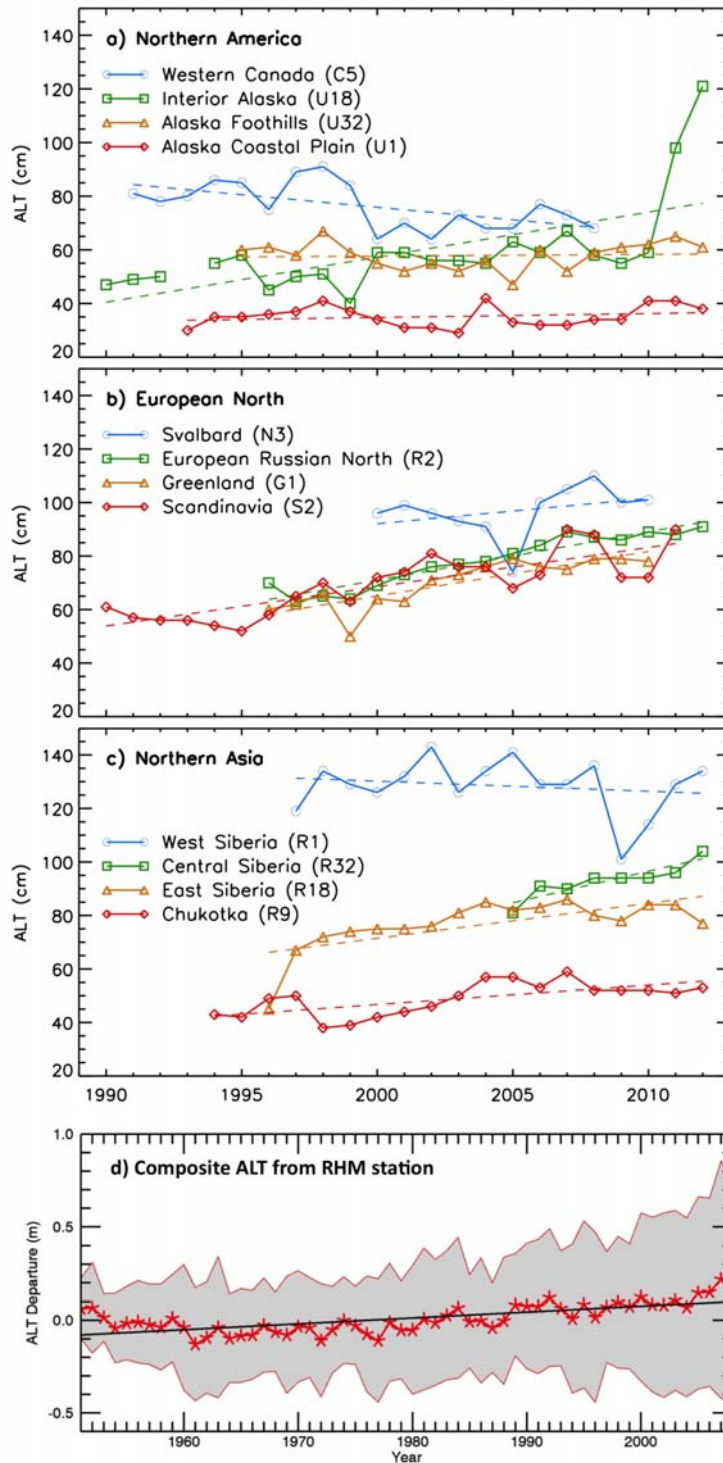 a) Northern America
Western Canada (C5)
Interior Alaska (U18)
Alaska Foothills (U32)
Alaska Coastal Plain (U1)
ALT (cm)
140
120
100
80
60
40
20
b) European North
Svalbard (N3)
European Russian North (R2)
Greenland (G1)
Scandinavia (S2)
ALT (cm)
140
120
100
80
60
40
20
c) Northern Asia
West Siberia (R1)
Central Siberia (R32)
East Siberia (R18)
Chukotka (R9)
ALT (cm)
140
120
100
80
60
40
20
1990 1995 2000 2005 2010
d) Composite ALT from RHM station
ALT Departure (m)
1.0
0.5
0.0
-0.5
1960 1970 1980 1990 2000
Year